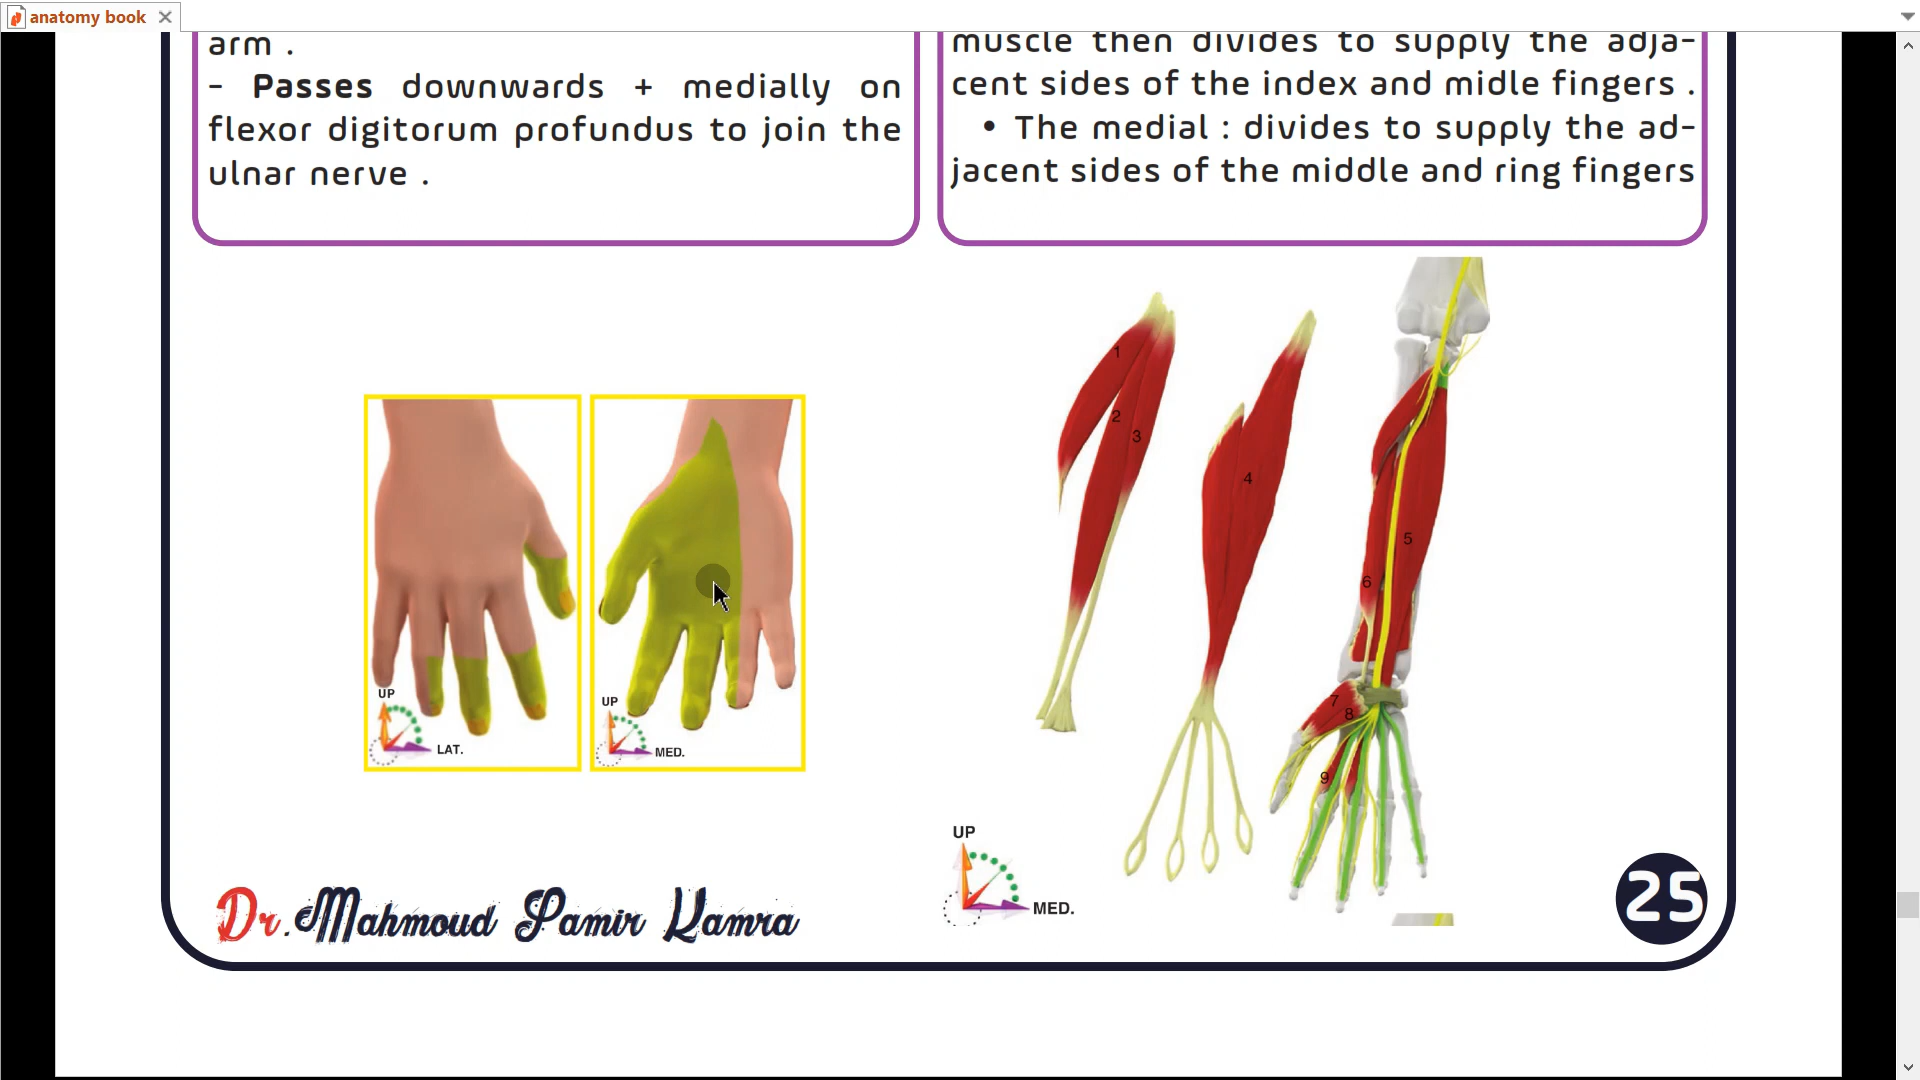 anatomy book
arm .
- Passes downwards + medially on
flexor digitorum profundus to join the
ulnar nerve .
muscle then divides to supply the adja-
cent sides of the index and midle fingers .
• The medial : divides to supply the ad-
jacent sides of the middle and ring fingers
UP
LAT.
UP
MED.
1
2
3
4
5
6
7
8
9
UP
MED.
Dr.Mahmoud Samir Kamra
25